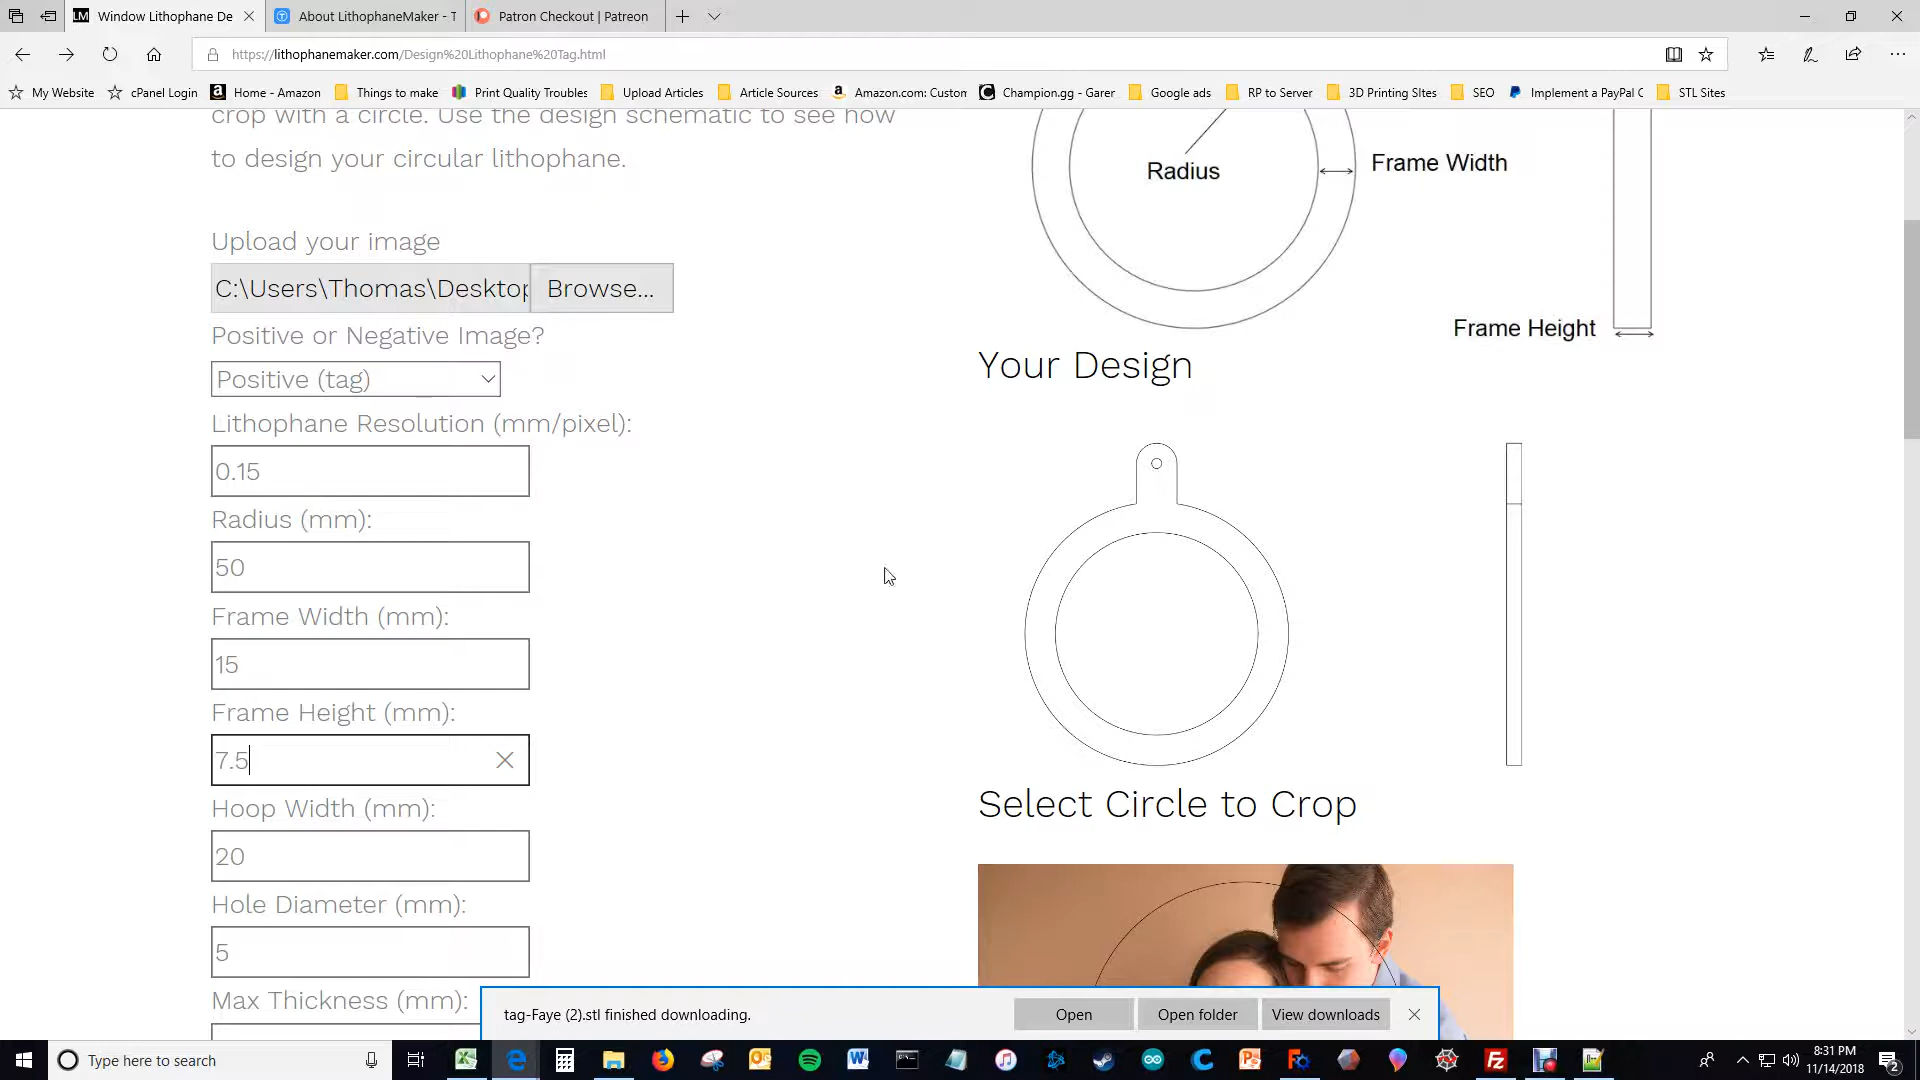 Window Lithophane De
About LithophaneMaker - T
Patron Checkout | Patreon
https://lithophanemaker.com/Design%20Lithophane%20Tag.html
My Website
cPanel Login
Home - Amazon
Things to make
Print Quality Troubles
Upload Articles
Article Sources
Amazon.com: Custom
Champion.gg - Garer
Google ads
RP to Server
3D Printing SItes
SEO
Implement a PayPal C
STL Sites
crop with a circle. Use the design schematic to see how
to design your circular lithophane.
Radius
Frame Width
Frame Height
Upload your image
C:\Users\Thomas\Desktop
Browse...
Positive or Negative Image?
Positive (tag)
Lithophane Resolution (mm/pixel):
0.15
Radius (mm):
50
Frame Width (mm):
15
Frame Height (mm):
7.5
Hoop Width (mm):
20
Hole Diameter (mm):
5
Max Thickness (mm):
Your Design
Select Circle to Crop
tag-Faye (2).stl finished downloading.
Open
Open folder
View downloads
Type here to search
8:31 PM
11/14/2018
2